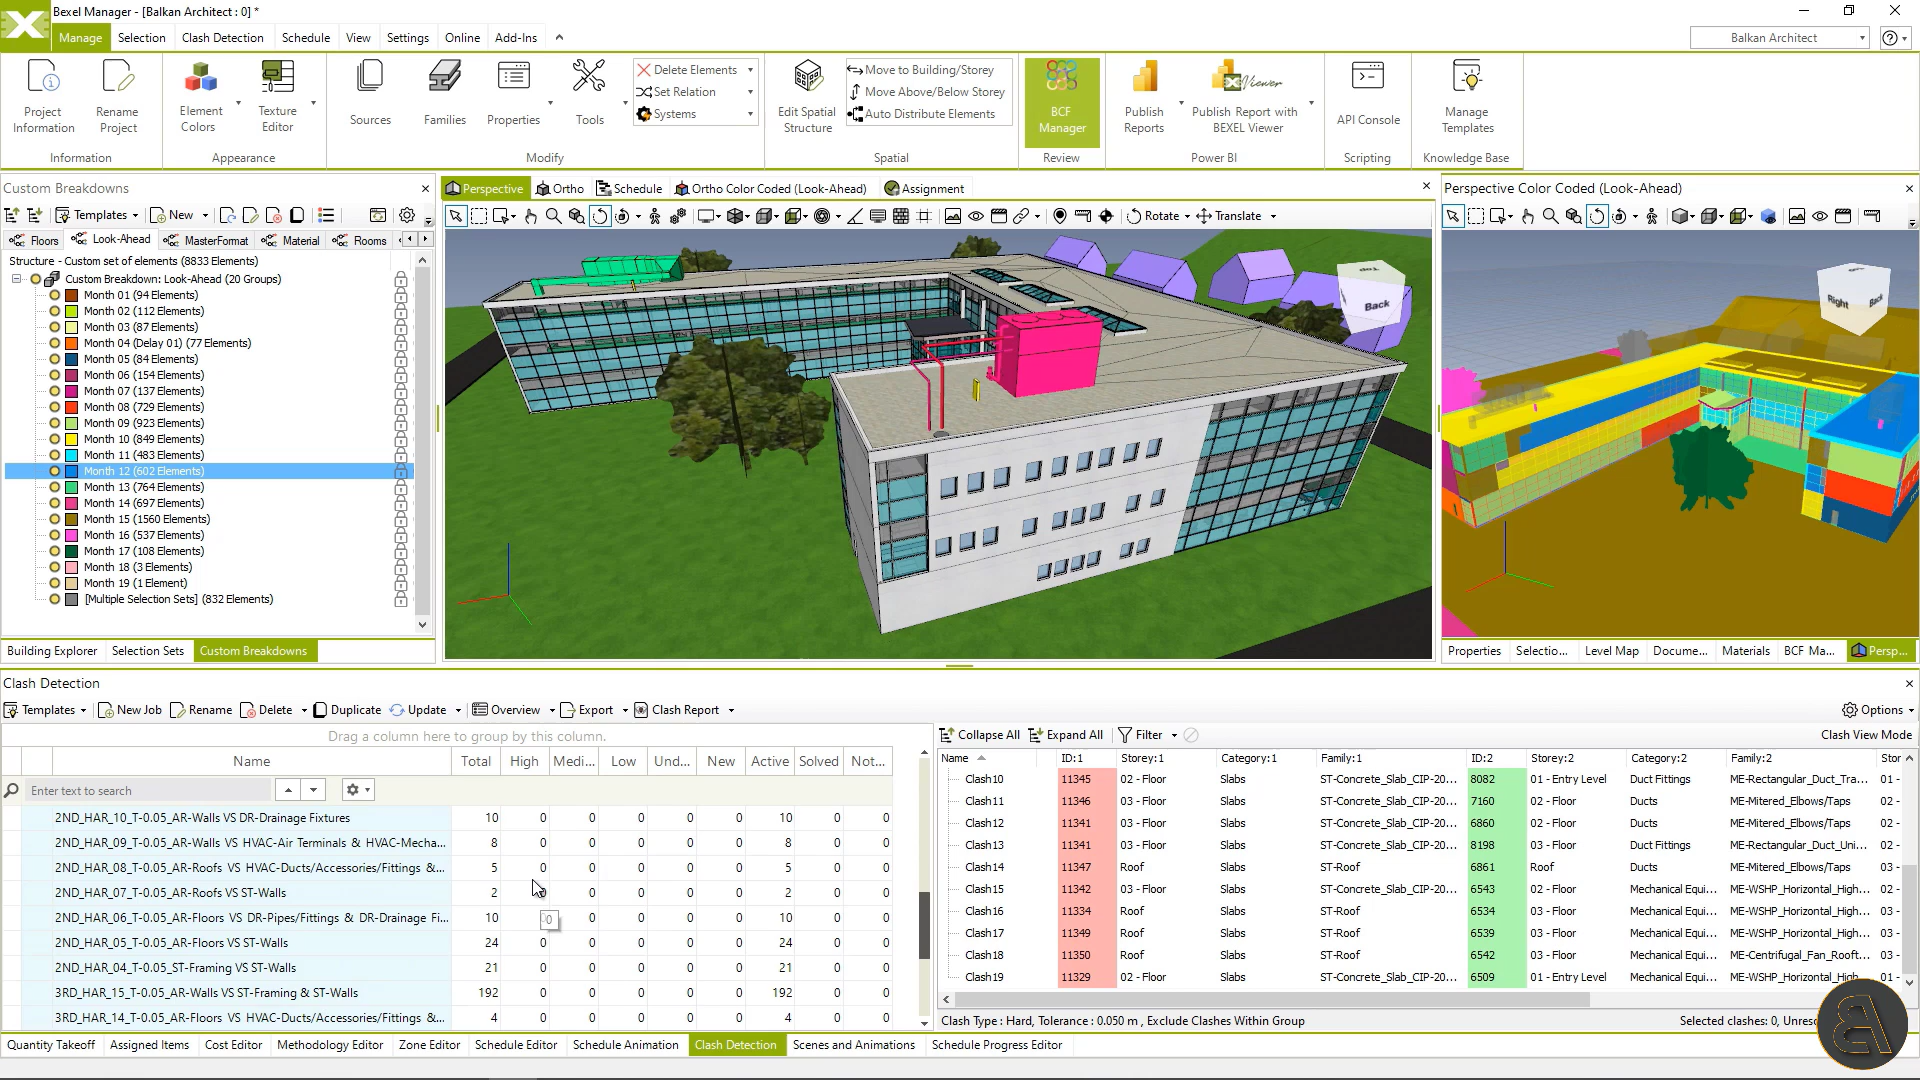 Bexel Manager - [Balkan Architect : 0] *
Manage Selection Clash Detection Schedule View Settings Online Add-Ins Balkan Architect
Project Information
Rename Project
Information
Element Colors
Texture Editor
Appearance
Sources
Families
Properties
Tools
Delete Elements
Set Relation
Systems
Modify
Edit Spatial Structure
Move to Building/Storey
Move Above/Below Storey
Auto Distribute Elements
Spatial
BCF Manager
Review
Publish Reports
Viewer
Publish Report with BEXEL Viewer
Power BI
API Console
Scripting
Manage Templates
Knowledge Base
Custom Breakdowns
Templates New
Floors Look-Ahead MasterFormat Material Rooms
Structure - Custom set of elements (8833 Elements)
Custom Breakdown: Look-Ahead (20 Groups)
Month 01 (94 Elements)
Month 02 (112 Elements)
Month 03 (87 Elements)
Month 04 (Delay 01) (77 Elements)
Month 05 (84 Elements)
Month 06 (154 Elements)
Month 07 (137 Elements)
Month 08 (729 Elements)
Month 09 (923 Elements)
Month 10 (849 Elements)
Month 11 (483 Elements)
Month 12 (602 Elements)
Month 13 (764 Elements)
Month 14 (697 Elements)
Month 15 (1560 Elements)
Month 16 (537 Elements)
Month 17 (108 Elements)
Month 18 (3 Elements)
Month 19 (1 Element)
[Multiple Selection Sets] (832 Elements)
Building Explorer Selection Sets Custom Breakdowns
Perspective Ortho Schedule Ortho Color Coded (Look-Ahead) Assignment
Rotate Translate
Top
Back
Perspective Color Coded (Look-Ahead)
Right Back
Properties Selectio... Level Map Docume... Materials BCF Ma... Persp...
Clash Detection
Templates New Job Rename Delete Duplicate Update Overview Export Clash Report Options
Drag a column here to group by this column.
Name Total High Medi... Low Und... New Active Solved Not...
Enter text to search
2ND_HAR_10_T-0.05_AR-Walls VS DR-Drainage Fixtures 10 0 0 0 0 0 10 0 0
2ND_HAR_09_T-0.05_AR-Walls VS HVAC-Air Terminals & HVAC-Mecha... 8 0 0 0 0 0 8 0 0
2ND_HAR_08_T-0.05_AR-Roofs VS HVAC-Ducts/Accessories/Fittings &... 5 0 0 0 0 0 5 0 0
2ND_HAR_07_T-0.05_AR-Roofs VS ST-Walls 2 0 0 0 0 0 2 0 0
2ND_HAR_06_T-0.05_AR-Floors VS DR-Pipes/Fittings & DR-Drainage Fi... 10 0 0 0 0 0 10 0 0
2ND_HAR_05_T-0.05_AR-Floors VS ST-Walls 24 0 0 0 0 0 24 0 0
2ND_HAR_04_T-0.05_ST-Framing VS ST-Walls 21 0 0 0 0 0 21 0 0
3RD_HAR_15_T-0.05_AR-Walls VS ST-Framing & ST-Walls 192 0 0 0 0 0 192 0 0
3RD_HAR_14_T-0.05_AR-Floors VS HVAC-Ducts/Accessories/Fittings &... 4 0 0 0 0 0 4 0 0
Collapse All Expand All Filter Clash View Mode
Name ID:1 Storey:1 Category:1 Family:1 ID:2 Storey:2 Category:2 Family:2 Stor
Clash10 11345 02 - Floor Slabs ST-Concrete_Slab_CIP-20... 8082 01 - Entry Level Duct Fittings ME-Rectangular_Duct_Tra... 01 -
Clash11 11346 03 - Floor Slabs ST-Concrete_Slab_CIP-20... 7160 02 - Floor Ducts ME-Mitered_Elbows/Taps 02 -
Clash12 11341 03 - Floor Slabs ST-Concrete_Slab_CIP-20... 6860 02 - Floor Ducts ME-Mitered_Elbows/Taps 02 -
Clash13 11341 03 - Floor Slabs ST-Concrete_Slab_CIP-20... 8198 03 - Floor Duct Fittings ME-Rectangular_Duct_Uni... 02 -
Clash14 11347 Roof Slabs ST-Roof 6861 Roof Ducts ME-Mitered_Elbows/Taps 03 -
Clash15 11342 03 - Floor Slabs ST-Concrete_Slab_CIP-20... 6543 02 - Floor Mechanical Equi... ME-WSHP_Horizontal_High... 02 -
Clash16 11334 Roof Slabs ST-Roof 6534 03 - Floor Mechanical Equi... ME-WSHP_Horizontal_High... 03 -
Clash17 11349 Roof Slabs ST-Roof 6539 03 - Floor Mechanical Equi... ME-WSHP_Horizontal_High... 03 -
Clash18 11350 Roof Slabs ST-Roof 6542 03 - Floor Mechanical Equi... ME-Centrifugal_Fan_Rooft... 03 -
Clash19 11329 02 - Floor Slabs ST-Concrete_Slab_CIP-20... 6509 01 - Entry Level Mechanical Equi... ME-WSHP_Horizontal_High... 01 -
Clash Type : Hard, Tolerance : 0.050 m , Exclude Clashes Within Group Selected clashes: 0, Unres
Quantity Takeoff Assigned Items Cost Editor Methodology Editor Zone Editor Schedule Editor Schedule Animation Clash Detection Scenes and Animations Schedule Progress Editor